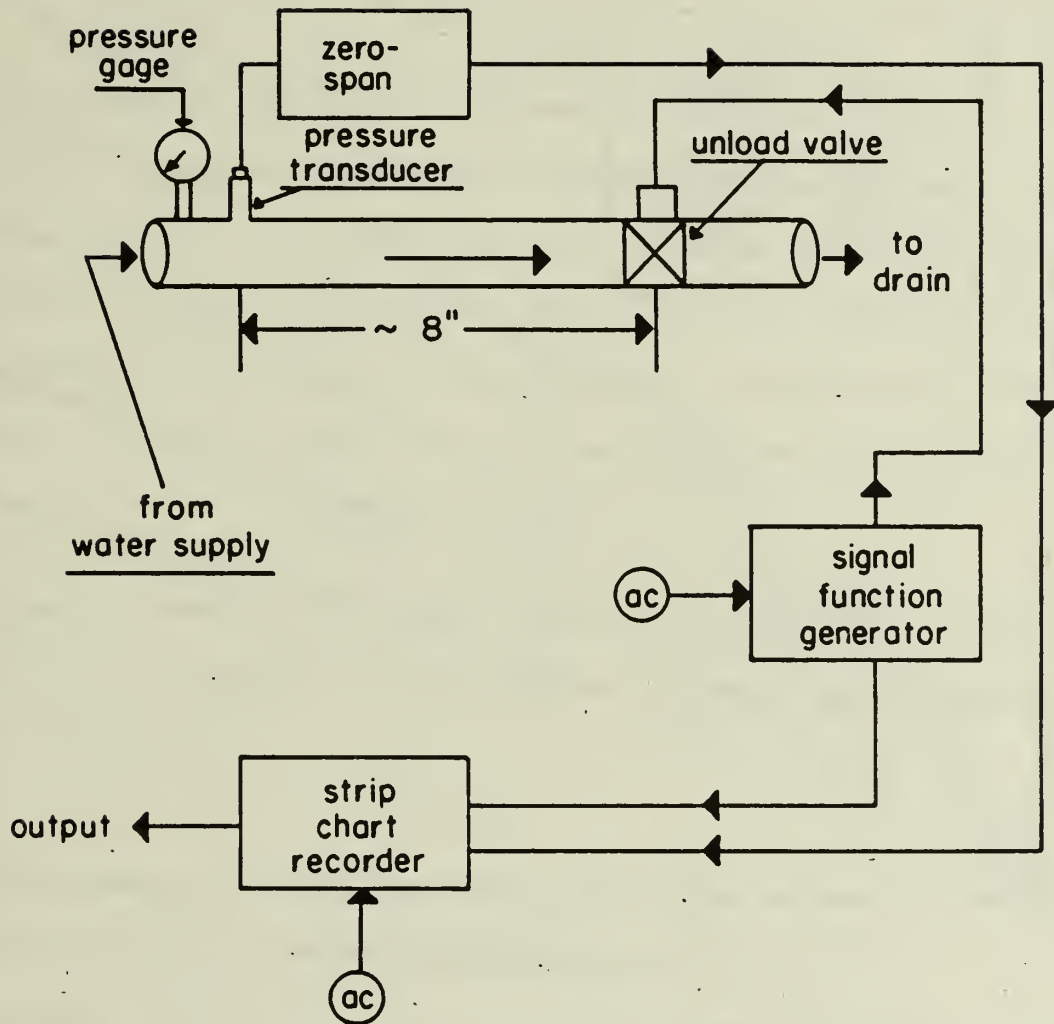 pressure
gage
zero-
span
pressure
transducer
unload valve
to
drain
~ 8"
from
water supply
signal
function
generator
ac
strip
chart
recorder
output
ac